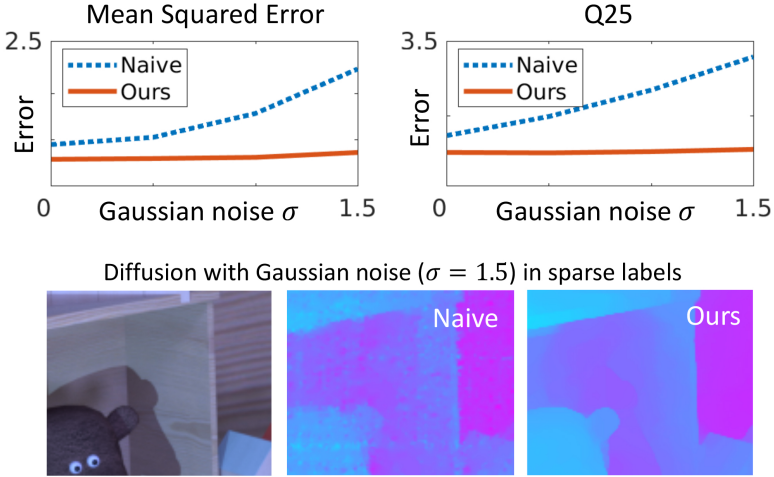 Mean Squared Error
2.5
Naive
Ours
Error
0
Gaussian noise σ
1.5
Q25
3.5
Naive
Ours
Error
0
Gaussian noise σ
1.5
Diffusion with Gaussian noise (σ = 1.5) in sparse labels
Naive
Ours